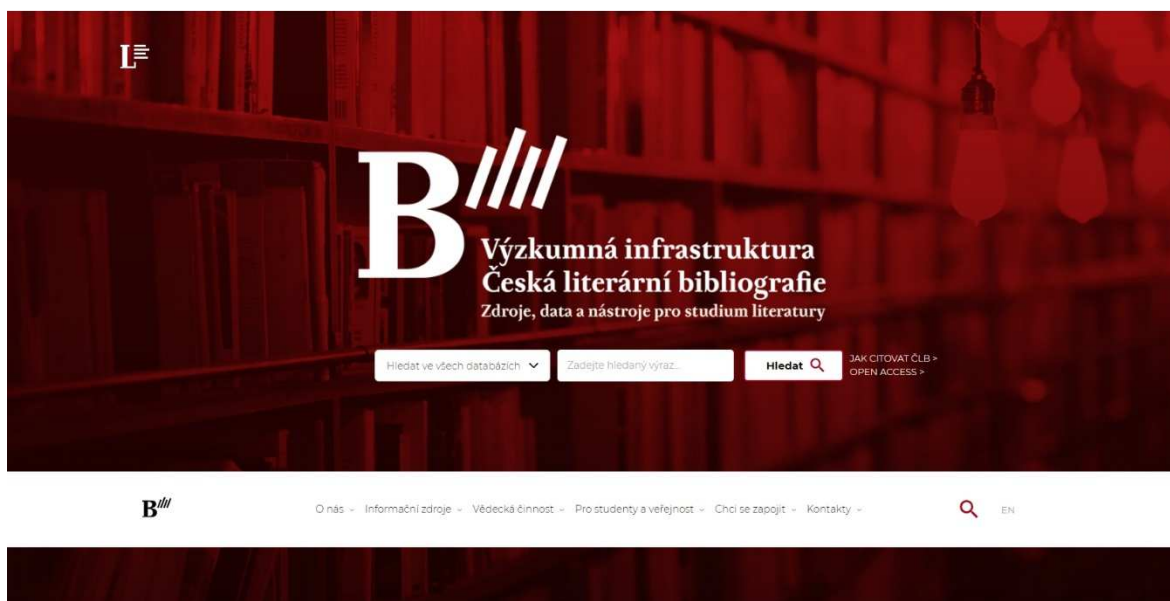 L
B
Výzkumná infrastruktura
Česká literární bibliografie
Zdroje, data a nástroje pro studium literatury
Hledat ve všech databázích
Zadejte hledaný výraz...
Hledat
JAK CITOVAT ČLB >
OPEN ACCESS >
B
O nás Informační zdroje Vědecká činnost Pro studenty a veřejnost Chci se zapojit Kontakty
EN